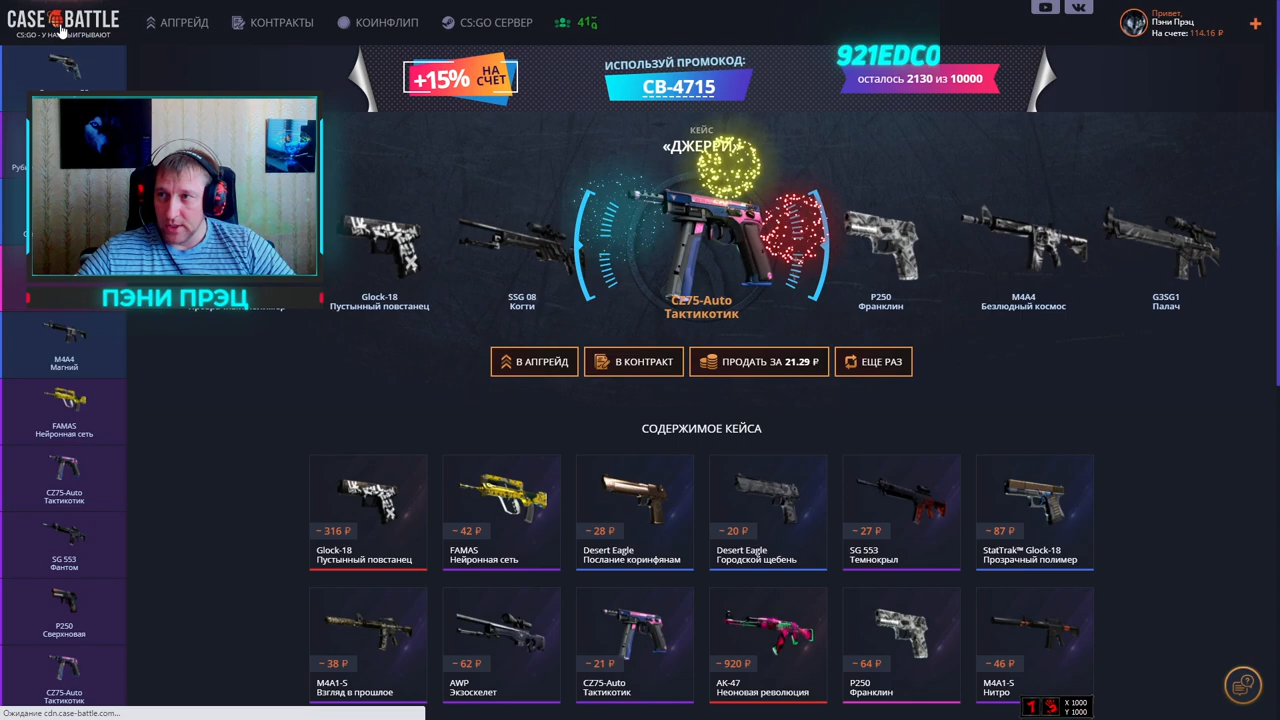 CASE BATTLE
CS:GO - У НА ЫИГРЫВАЮТ
АПГРЕЙД
КОНТРАКТЫ
КОИНФЛИП
CS:GO СЕРВЕР
Привет,
Пэни Прэц
На счете: 114.16 ₽
+
+15% НА СЧЕТ
ИСПОЛЬЗУЙ ПРОМОКОД:
CB-4715
921EDC0
осталось 2130 из 10000
КЕЙС
«ДЖЕРРИ»
ПЭНИ ПРЭЦ
Glock-18
Пустынный повстанец
SSG 08
Когти
CZ75-Auto
Тактикотик
P250
Франклин
M4A4
Безлюдный космос
G3SG1
Палач
В АПГРЕЙД
В КОНТРАКТ
ПРОДАТЬ ЗА 21.29 ₽
ЕЩЕ РАЗ
M4A4
Магний
FAMAS
Нейронная сеть
CZ75-Auto
Тактикотик
SG 553
Фантом
P250
Сверхновая
CZ75-Auto
Тактикотик
СОДЕРЖИМОЕ КЕЙСА
~ 316 ₽
Glock-18
Пустынный повстанец
~ 42 ₽
FAMAS
Нейронная сеть
~ 28 ₽
Desert Eagle
Послание коринфянам
~ 20 ₽
Desert Eagle
Городской щебень
~ 27 ₽
SG 553
Темнокрыл
~ 87 ₽
StatTrak™ Glock-18
Прозрачный полимер
~ 38 ₽
M4A1-S
Взгляд в прошлое
~ 62 ₽
AWP
Экзоскелет
~ 21 ₽
CZ75-Auto
Тактикотик
~ 920 ₽
AK-47
Неоновая революция
~ 64 ₽
P250
Франклин
~ 46 ₽
M4A1-S
Нитро
X 1000
Y 1000
Ожидание cdn.case-battle.com...